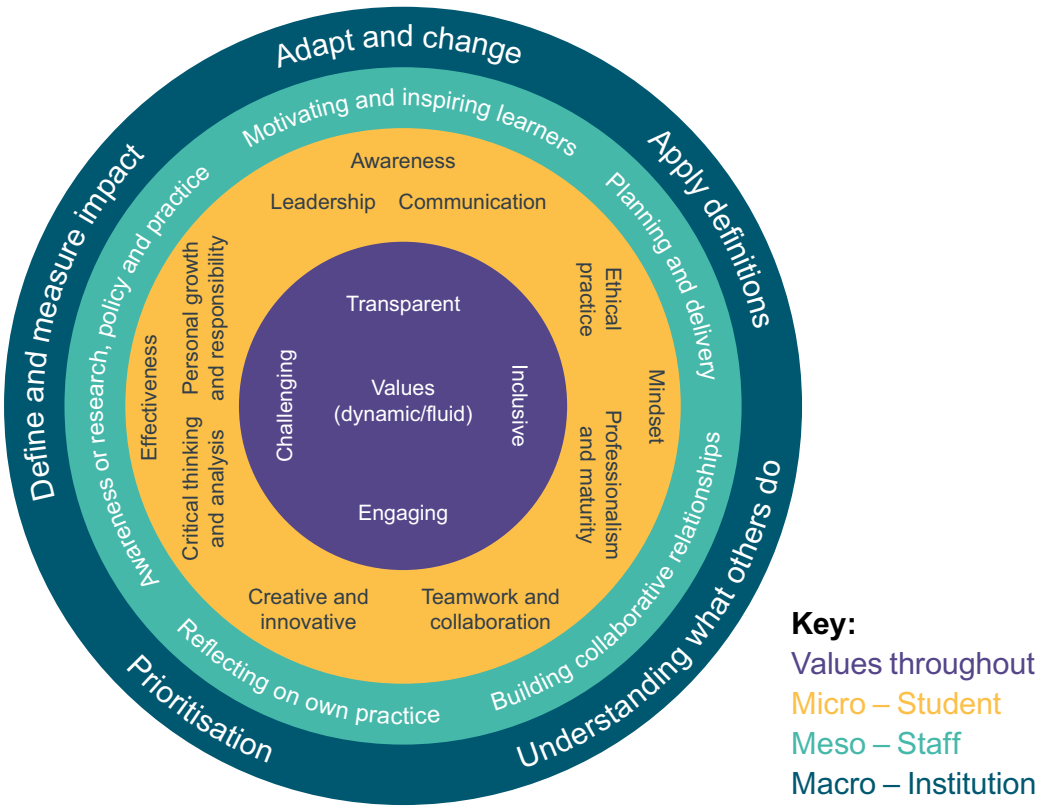 Adapt and change
Apply definitions
Understanding what others do
Prioritisation
Define and measure impact
Motivating and inspiring learners
Planning and delivery
Building collaborative relationships
Reflecting on own practice
Awareness or research, policy and practice
Awareness
Leadership
Communication
Ethical
practice
Mindset
Professionalism
and maturity
Teamwork and
collaboration
Creative and
innovative
Critical thinking
and analysis
Effectiveness
Personal growth
and responsibility
Transparent
Inclusive
Engaging
Challenging
Values
(dynamic/fluid)
Key:
Values throughout
Micro – Student
Meso – Staff
Macro – Institution